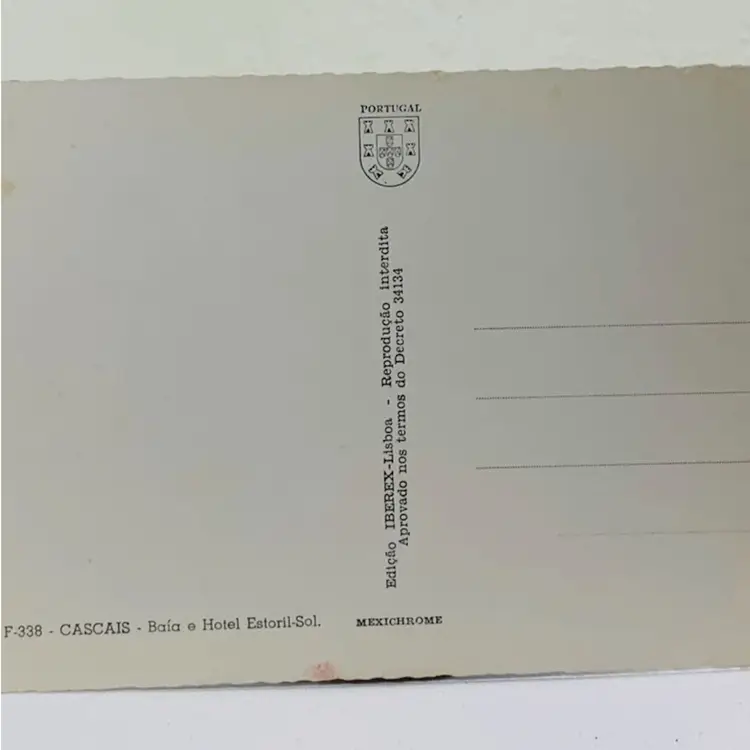 PORTUGAL
Edição IBEREX-Lisboa - Reprodução interdita
Aprovado nos termos do Decreto 34134
F-338 - CASCAIS - Baía e Hotel Estoril-Sol.
MEXICHROME